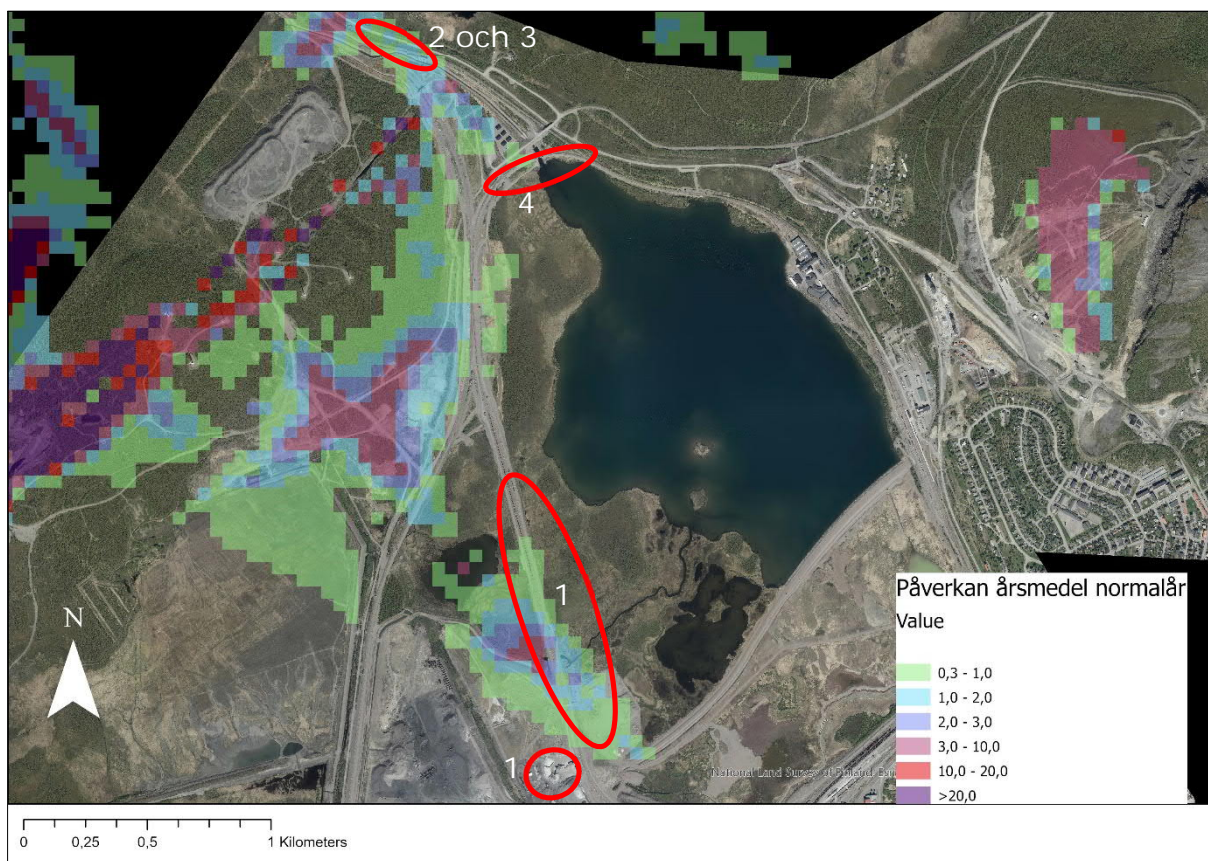 2 och 3
4
1
1
N
National Land Survey of Finland, Esri
Påverkan årsmedel normalår
Value
0,3 - 1,0
1,0 - 2,0
2,0 - 3,0
3,0 - 10,0
10,0 - 20,0
>20,0
0 0,25 0,5 1 Kilometers